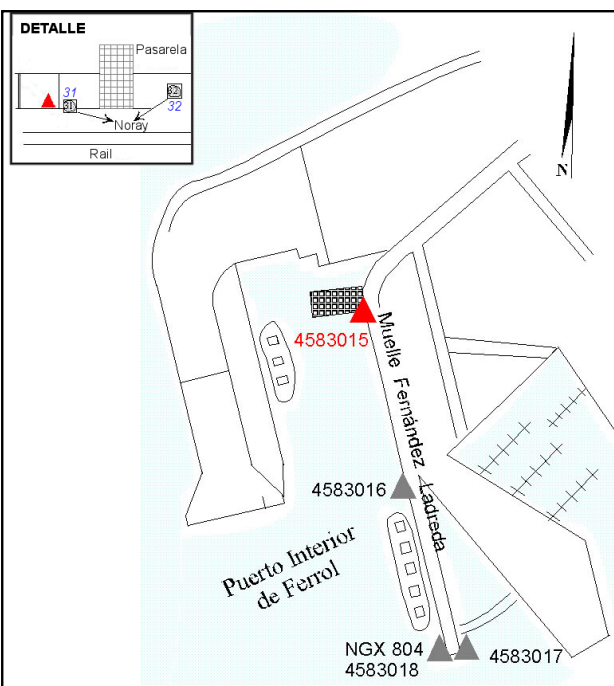 DETALLE
Pasarela
31
31
32
32
Noray
Rail
N
4583015
Muelle Fernández Ladreda
4583016
Puerto Interior
de Ferrol
NGX 804
4583018
4583017